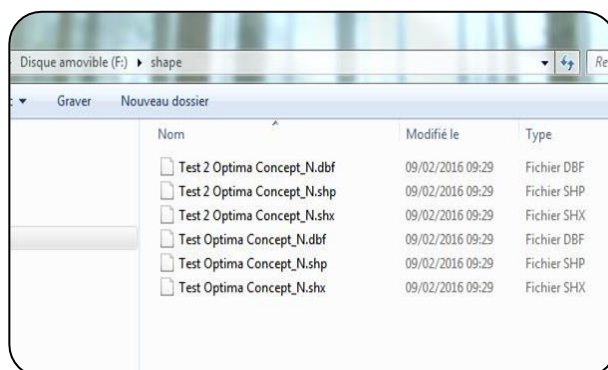 Disque amovible (F:) ▸ shape Re
Graver Nouveau dossier
Nom Modifié le Type
Test 2 Optima Concept_N.dbf 09/02/2016 09:29 Fichier DBF
Test 2 Optima Concept_N.shp 09/02/2016 09:29 Fichier SHP
Test 2 Optima Concept_N.shx 09/02/2016 09:29 Fichier SHX
Test Optima Concept_N.dbf 09/02/2016 09:29 Fichier DBF
Test Optima Concept_N.shp 09/02/2016 09:29 Fichier SHP
Test Optima Concept_N.shx 09/02/2016 09:29 Fichier SHX